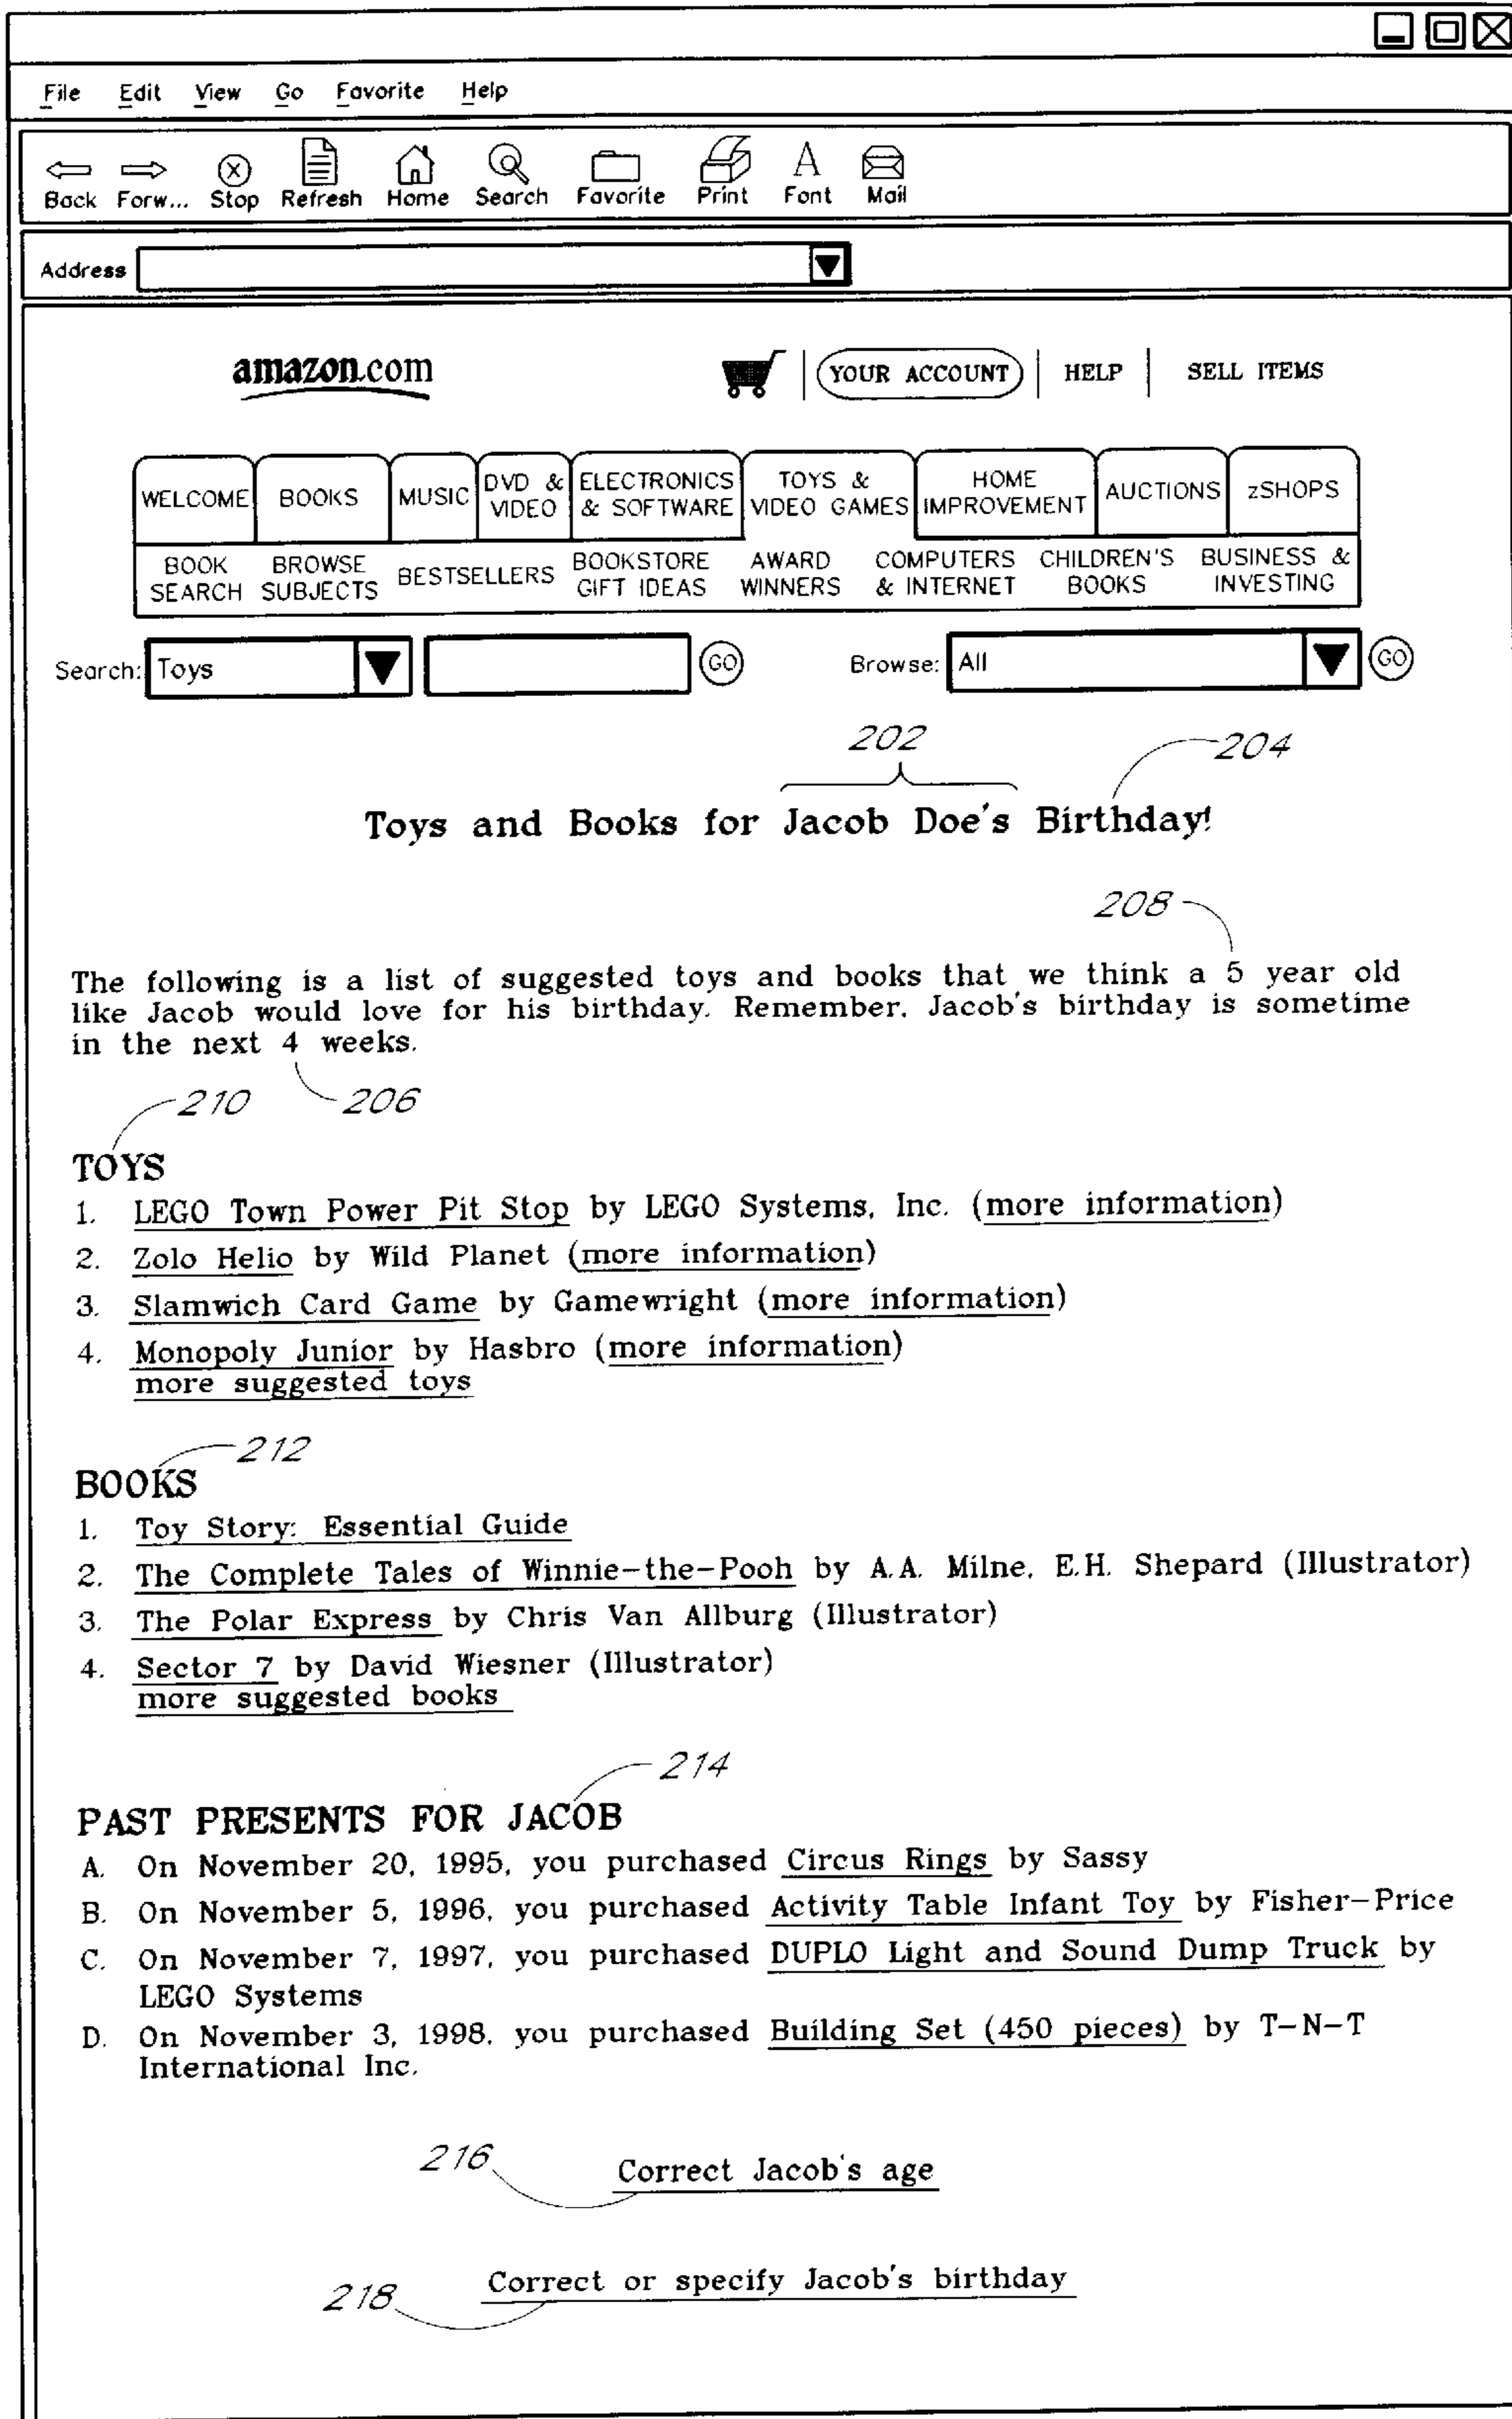 File Edit View Go Favorite Help
Back Forw... Stop Refresh Home Search Favorite Print Font Mail
Address
amazon.com YOUR ACCOUNT HELP SELL ITEMS
WELCOME BOOKS MUSIC DVD & VIDEO ELECTRONICS & SOFTWARE TOYS & VIDEO GAMES HOME IMPROVEMENT AUCTIONS zSHOPS
BOOK SEARCH BROWSE SUBJECTS BESTSELLERS BOOKSTORE GIFT IDEAS AWARD WINNERS COMPUTERS & INTERNET CHILDREN'S BOOKS BUSINESS & INVESTING
Search: Toys GO Browse: All GO
202 204
Toys and Books for Jacob Doe's Birthday!
208
The following is a list of suggested toys and books that we think a 5 year old
like Jacob would love for his birthday. Remember, Jacob's birthday is sometime
in the next 4 weeks.
210 206
TOYS
1. LEGO Town Power Pit Stop by LEGO Systems, Inc. (more information)
2. Zolo Helio by Wild Planet (more information)
3. Slamwich Card Game by Gamewright (more information)
4. Monopoly Junior by Hasbro (more information)
more suggested toys
212
BOOKS
1. Toy Story: Essential Guide
2. The Complete Tales of Winnie-the-Pooh by A.A. Milne, E.H. Shepard (Illustrator)
3. The Polar Express by Chris Van Allburg (Illustrator)
4. Sector 7 by David Wiesner (Illustrator)
more suggested books
214
PAST PRESENTS FOR JACOB
A. On November 20, 1995, you purchased Circus Rings by Sassy
B. On November 5, 1996, you purchased Activity Table Infant Toy by Fisher-Price
C. On November 7, 1997, you purchased DUPLO Light and Sound Dump Truck by
LEGO Systems
D. On November 3, 1998, you purchased Building Set (450 pieces) by T-N-T
International Inc.
216 Correct Jacob's age
218 Correct or specify Jacob's birthday